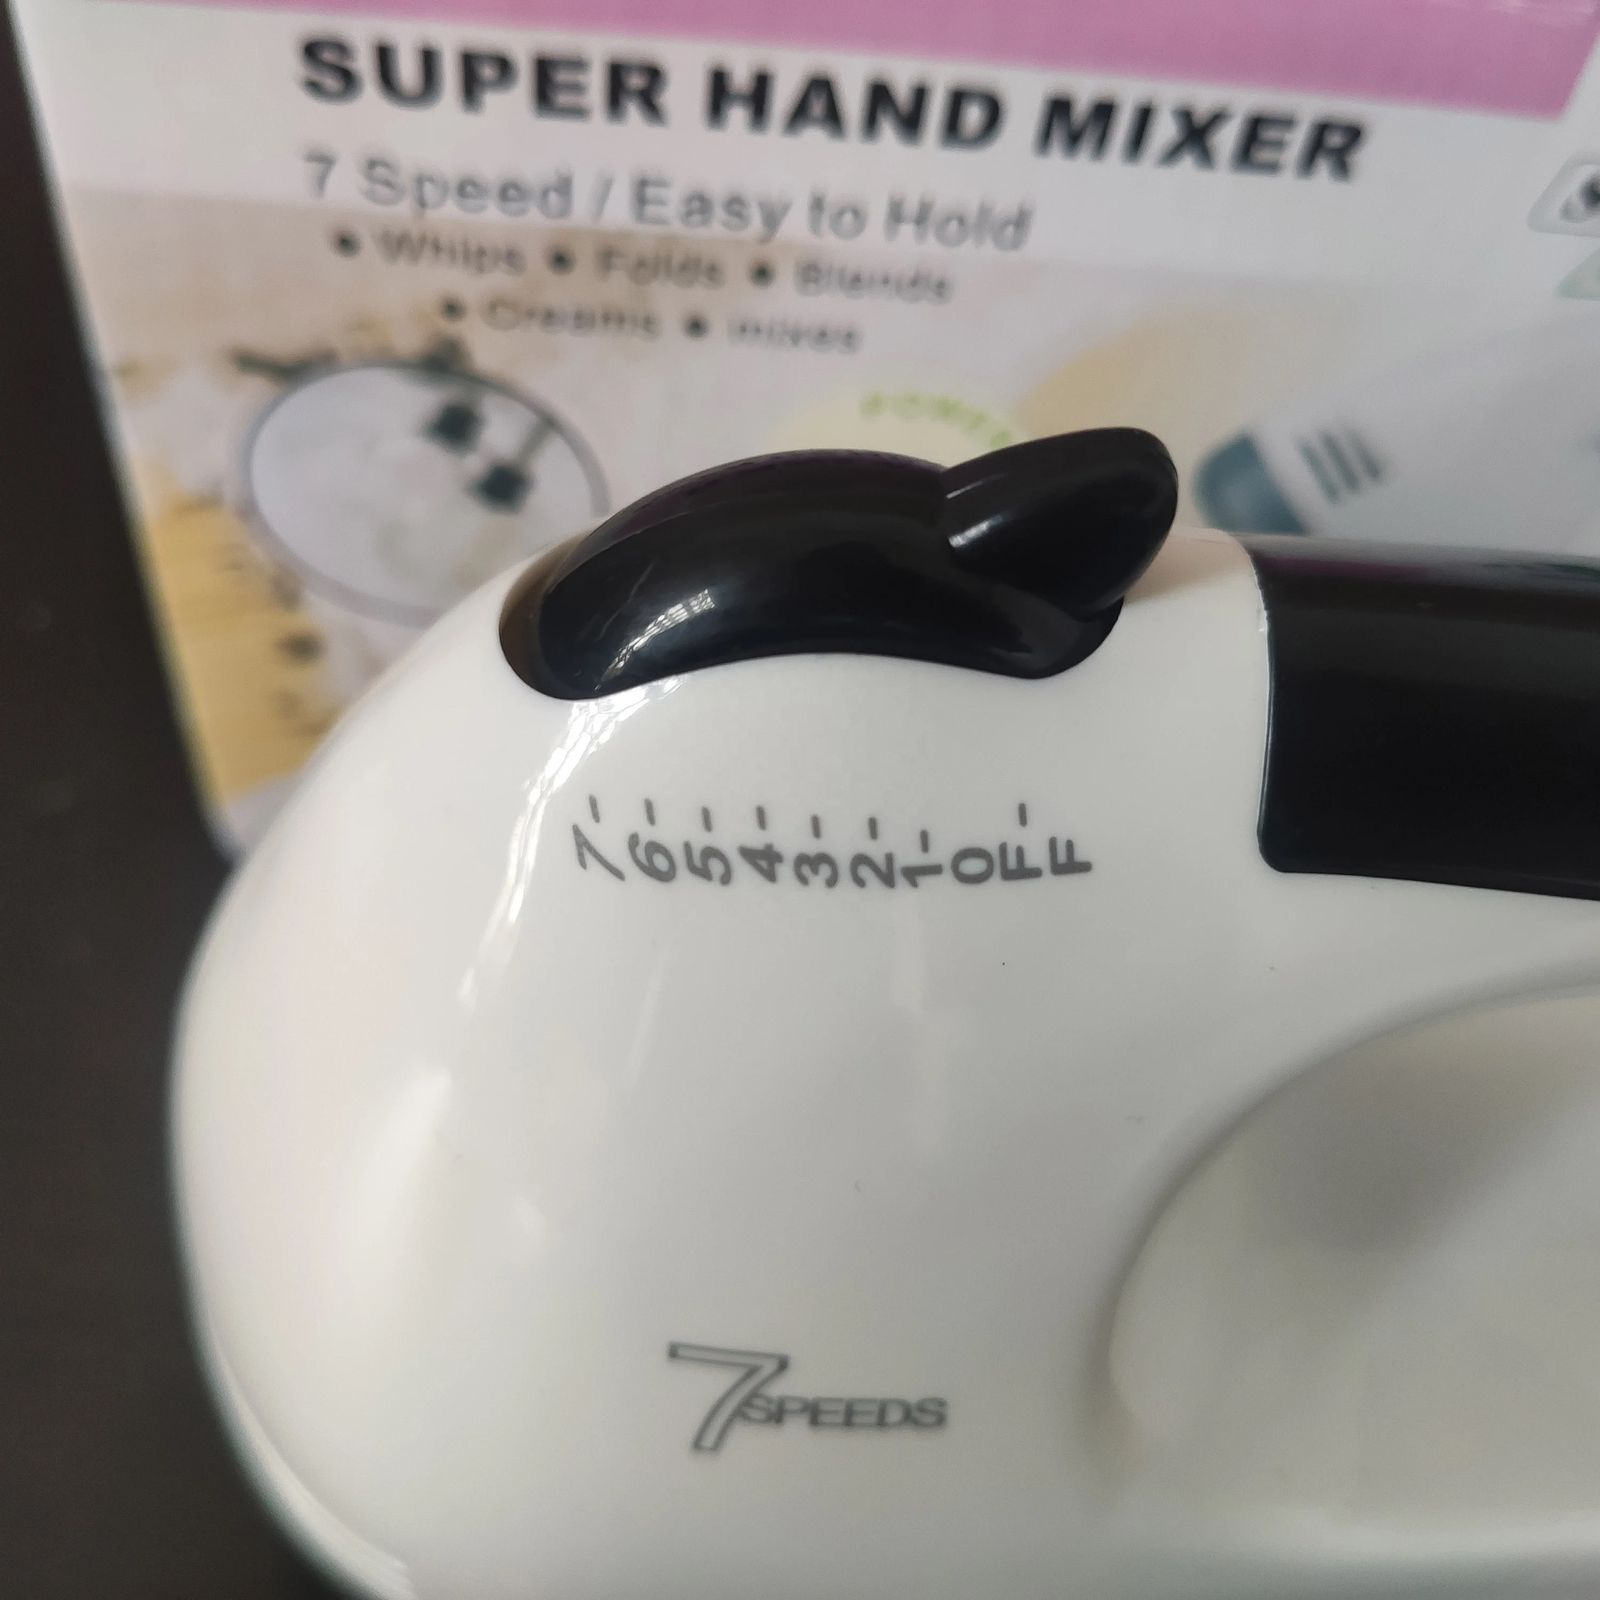 SUPER HAND MIXER
7 Speed / Easy to Hold
• Whips • Folds • Blends
• Creams • mixes
POWER
7 6 5 4 3 2 1 OFF
7 SPEEDS